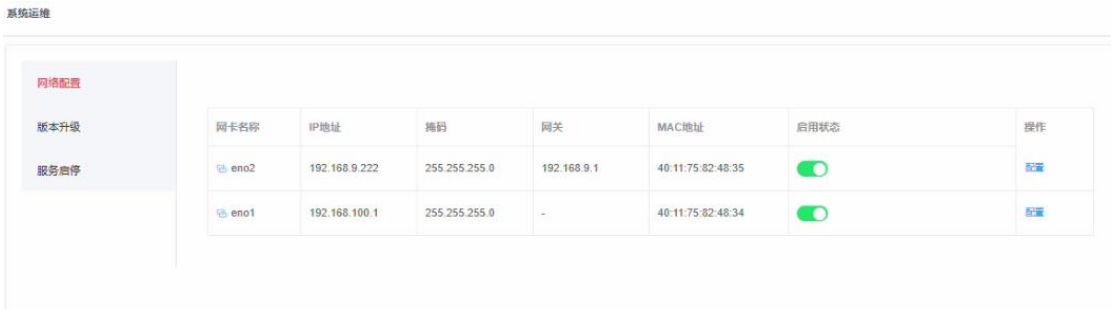 系统运维
网络配置
版本升级
服务启停
网卡名称 IP地址 掩码 网关 MAC地址 启用状态 操作
eno2 192.168.9.222 255.255.255.0 192.168.9.1 40:11:75:82:48:35 配置
eno1 192.168.100.1 255.255.255.0 - 40:11:75:82:48:34 配置